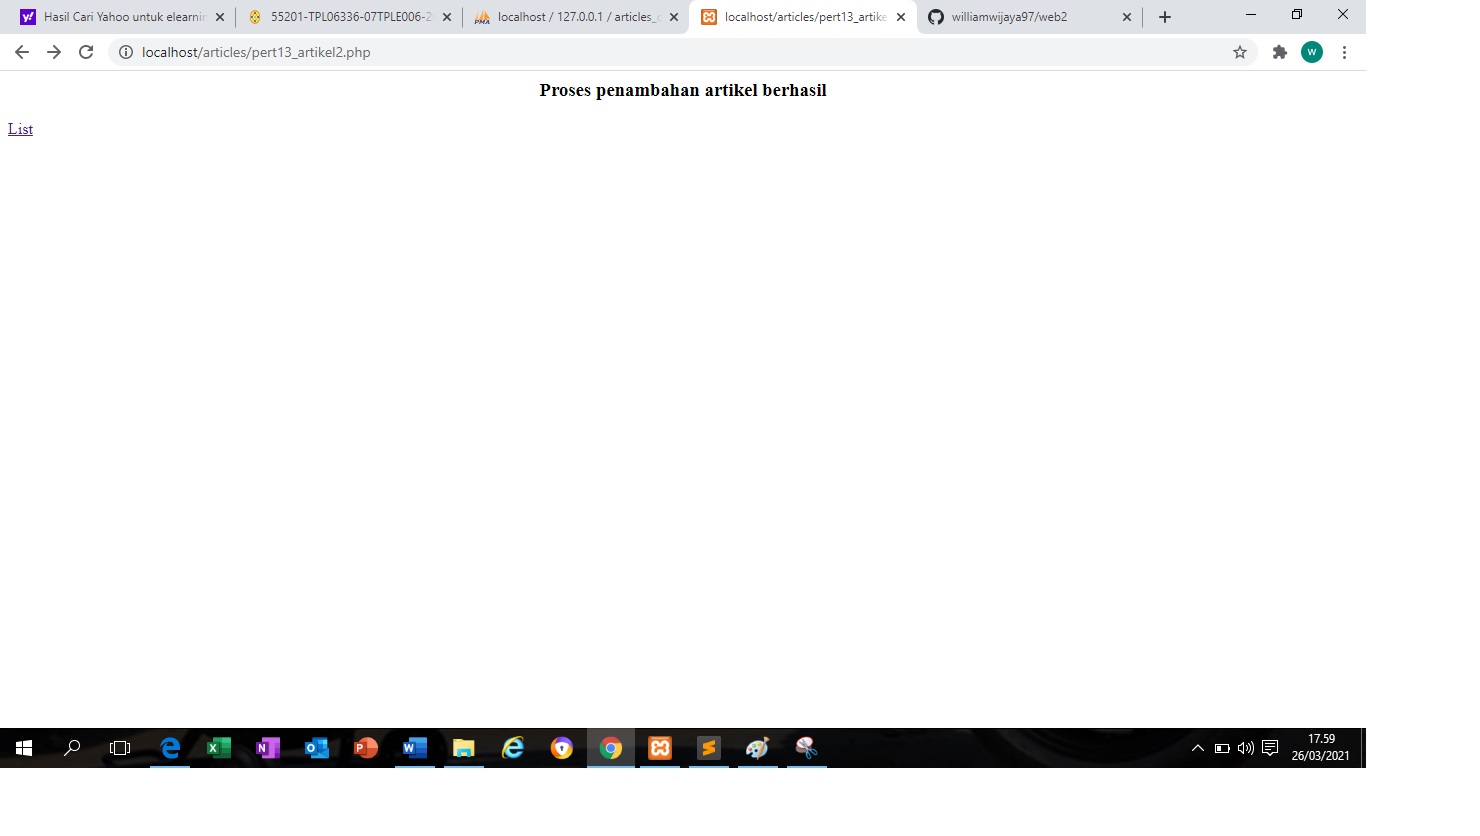 Hasil Cari Yahoo untuk elearnin
55201-TPL06336-07TPLE006-2
localhost / 127.0.0.1 / articles_
localhost/articles/pert13_artike
williamwijaya97/web2
localhost/articles/pert13_artikel2.php
W
Proses penambahan artikel berhasil
List
17.59
26/03/2021